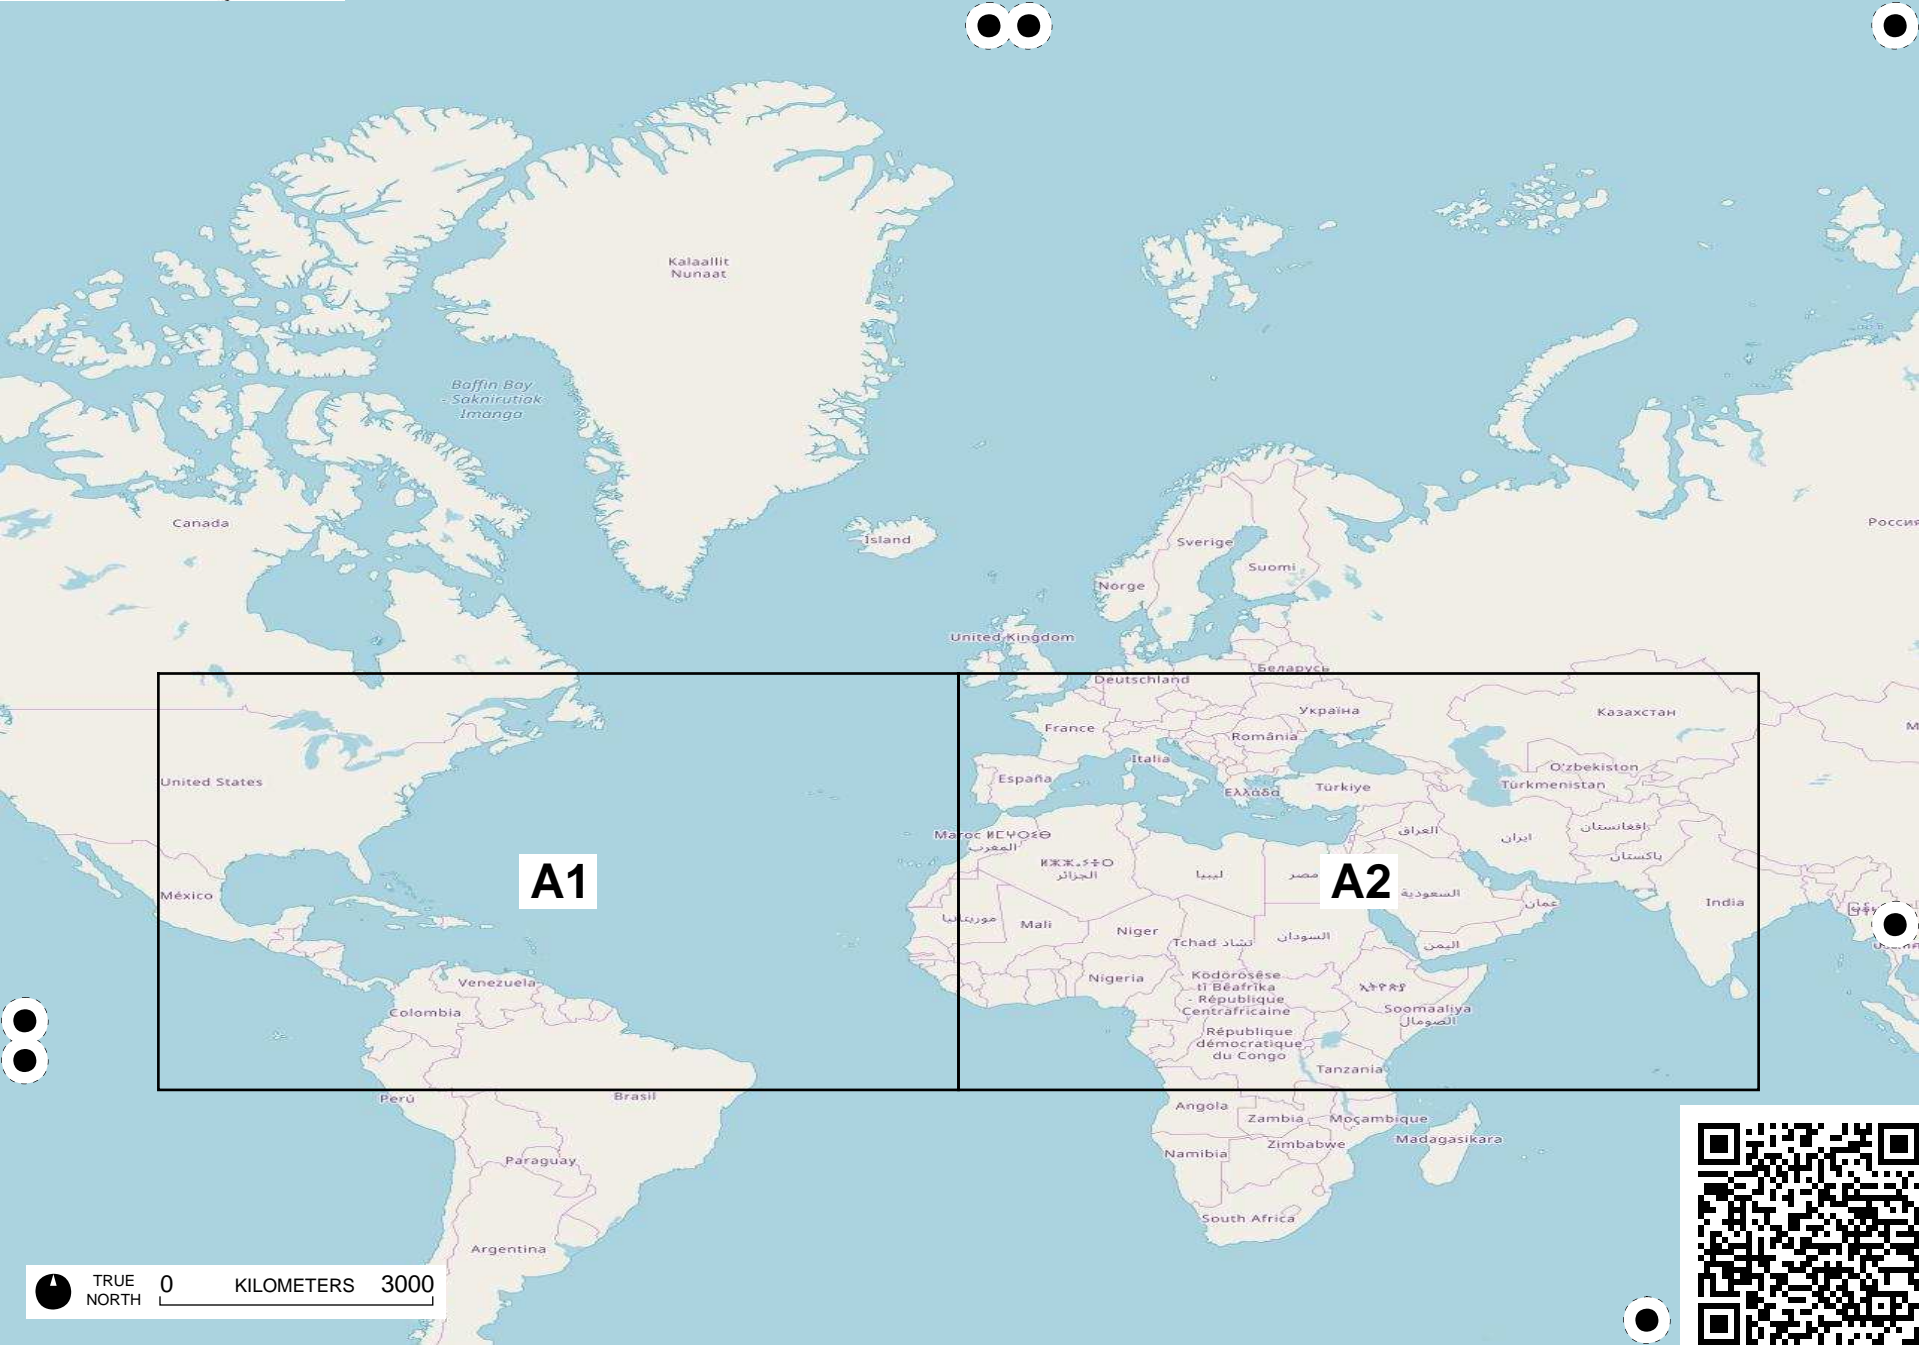 Kalaallit
Nunaat
Baffin Bay
- Saknirutiak
Imanga
Canada
Ísland
Россия
Sverige
Suomi
Norge
United Kingdom
Беларусь
Deutschland
Україна
Казахстан
France
România
Italia
O'zbekiston
España
Türkmenistan
Ελλάδα
Türkiye
United States
Maroc ⵍⵎⵖⵔⵉⴱ
المغرب
العراق
ایران
افغانستان
پاکستان
الجزائر
ليبيا
مصر
A1
A2
السعودية
México
India
عمان
موريتانيا
Mali
Niger
Tchad تشاد
السودان
اليمن
Venezuela
Nigeria
Ködörösêse
tî Bêafrîka
- République
Centrafricaine
Colombia
Soomaaliya
الصومال
République
démocratique
du Congo
Tanzania
Perú
Brasil
Angola
Zambia
Moçambique
Zimbabwe
Madagasikara
Namibia
Paraguay
South Africa
Argentina
TRUE
NORTH
0 KILOMETERS 3000